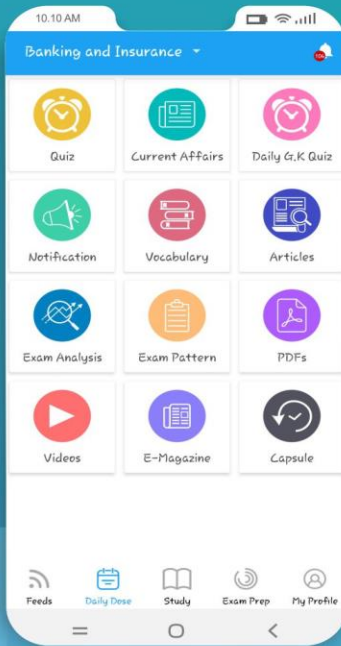 10.10 AM
Banking and Insurance
Quiz
Current Affairs
Daily G.K Quiz
Notification
Vocabulary
Articles
Exam Analysis
Exam Pattern
PDFs
Videos
E-Magazine
Capsule
Feeds
Daily Dose
Study
Exam Prep
My Profile